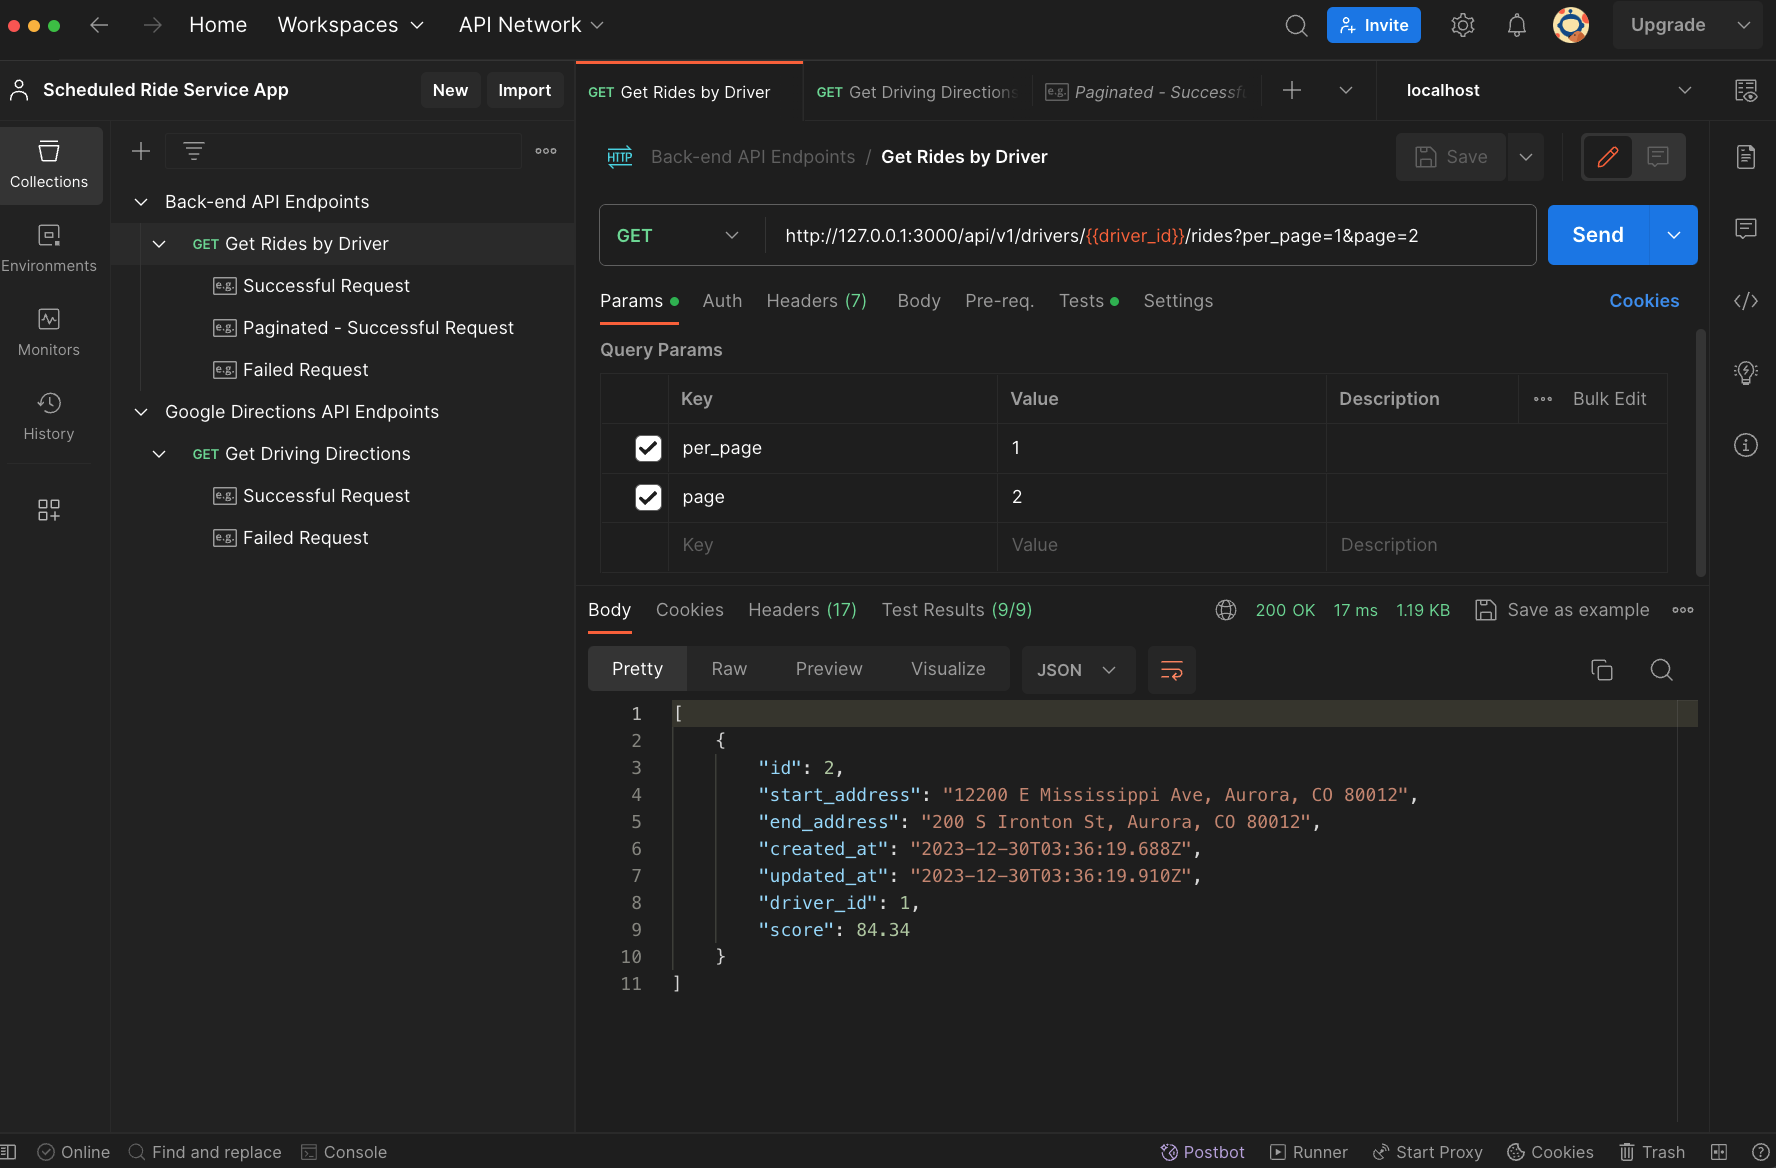 Home Workspaces API Network Invite Upgrade
Scheduled Ride Service App New Import
GET Get Rides by Driver GET Get Driving Directions e.g. Paginated - Successf localhost
Collections
Environments
Monitors
History
Back-end API Endpoints
GET Get Rides by Driver
e.g. Successful Request
e.g. Paginated - Successful Request
e.g. Failed Request
Google Directions API Endpoints
GET Get Driving Directions
e.g. Successful Request
e.g. Failed Request
HTTP Back-end API Endpoints / Get Rides by Driver Save
GET http://127.0.0.1:3000/api/v1/drivers/{{driver_id}}/rides?per_page=1&page=2 Send
Params Auth Headers (7) Body Pre-req. Tests Settings Cookies
Query Params
Key Value Description Bulk Edit
per_page 1
page 2
Key Value Description
Body Cookies Headers (17) Test Results (9/9) 200 OK 17 ms 1.19 KB Save as example
Pretty Raw Preview Visualize JSON
1 [
2 {
3 "id": 2,
4 "start_address": "12200 E Mississippi Ave, Aurora, CO 80012",
5 "end_address": "200 S Ironton St, Aurora, CO 80012",
6 "created_at": "2023-12-30T03:36:19.688Z",
7 "updated_at": "2023-12-30T03:36:19.910Z",
8 "driver_id": 1,
9 "score": 84.34
10 }
11 ]
Online Find and replace Console Postbot Runner Start Proxy Cookies Trash